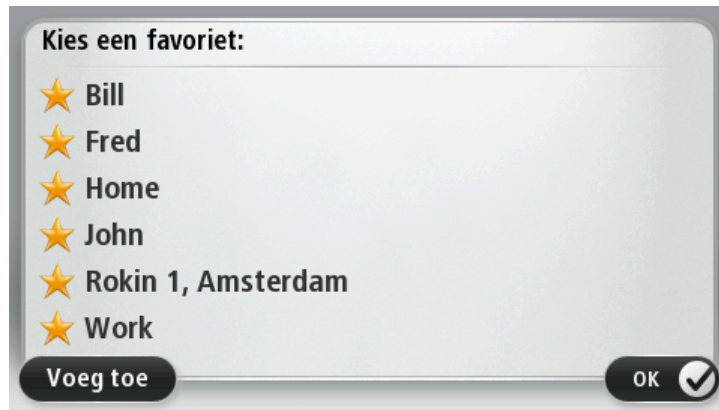 Kies een favoriet:
Bill
Fred
Home
John
Rokin 1, Amsterdam
Work
Voeg toe
OK